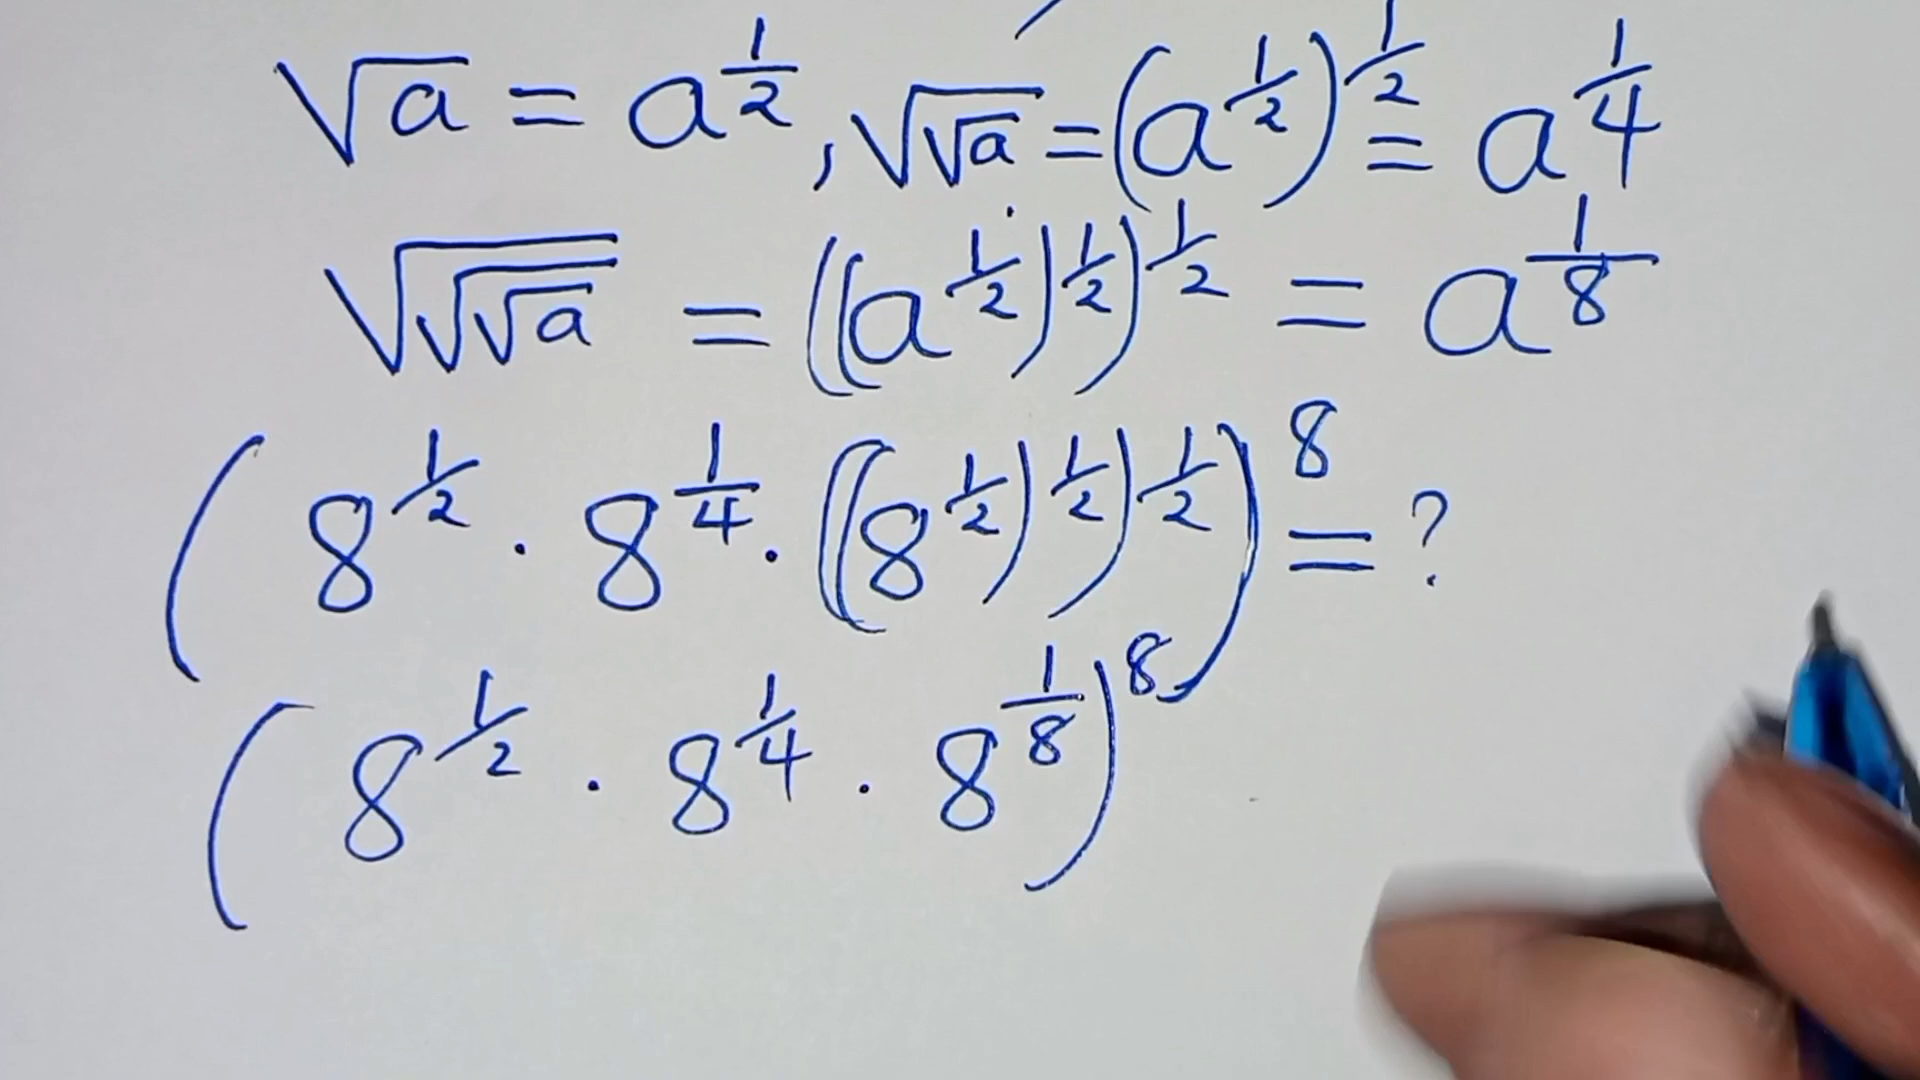 √a = a^(1/2), √√a = (a^(1/2))^(1/2) = a^(1/4)
√√√a = ((a^(1/2))^(1/2))^(1/2) = a^(1/8)
(8^(1/2) · 8^(1/4) · ((8^(1/2))^(1/2))^(1/2))^8 = ?
(8^(1/2) · 8^(1/4) · 8^(1/8))^8